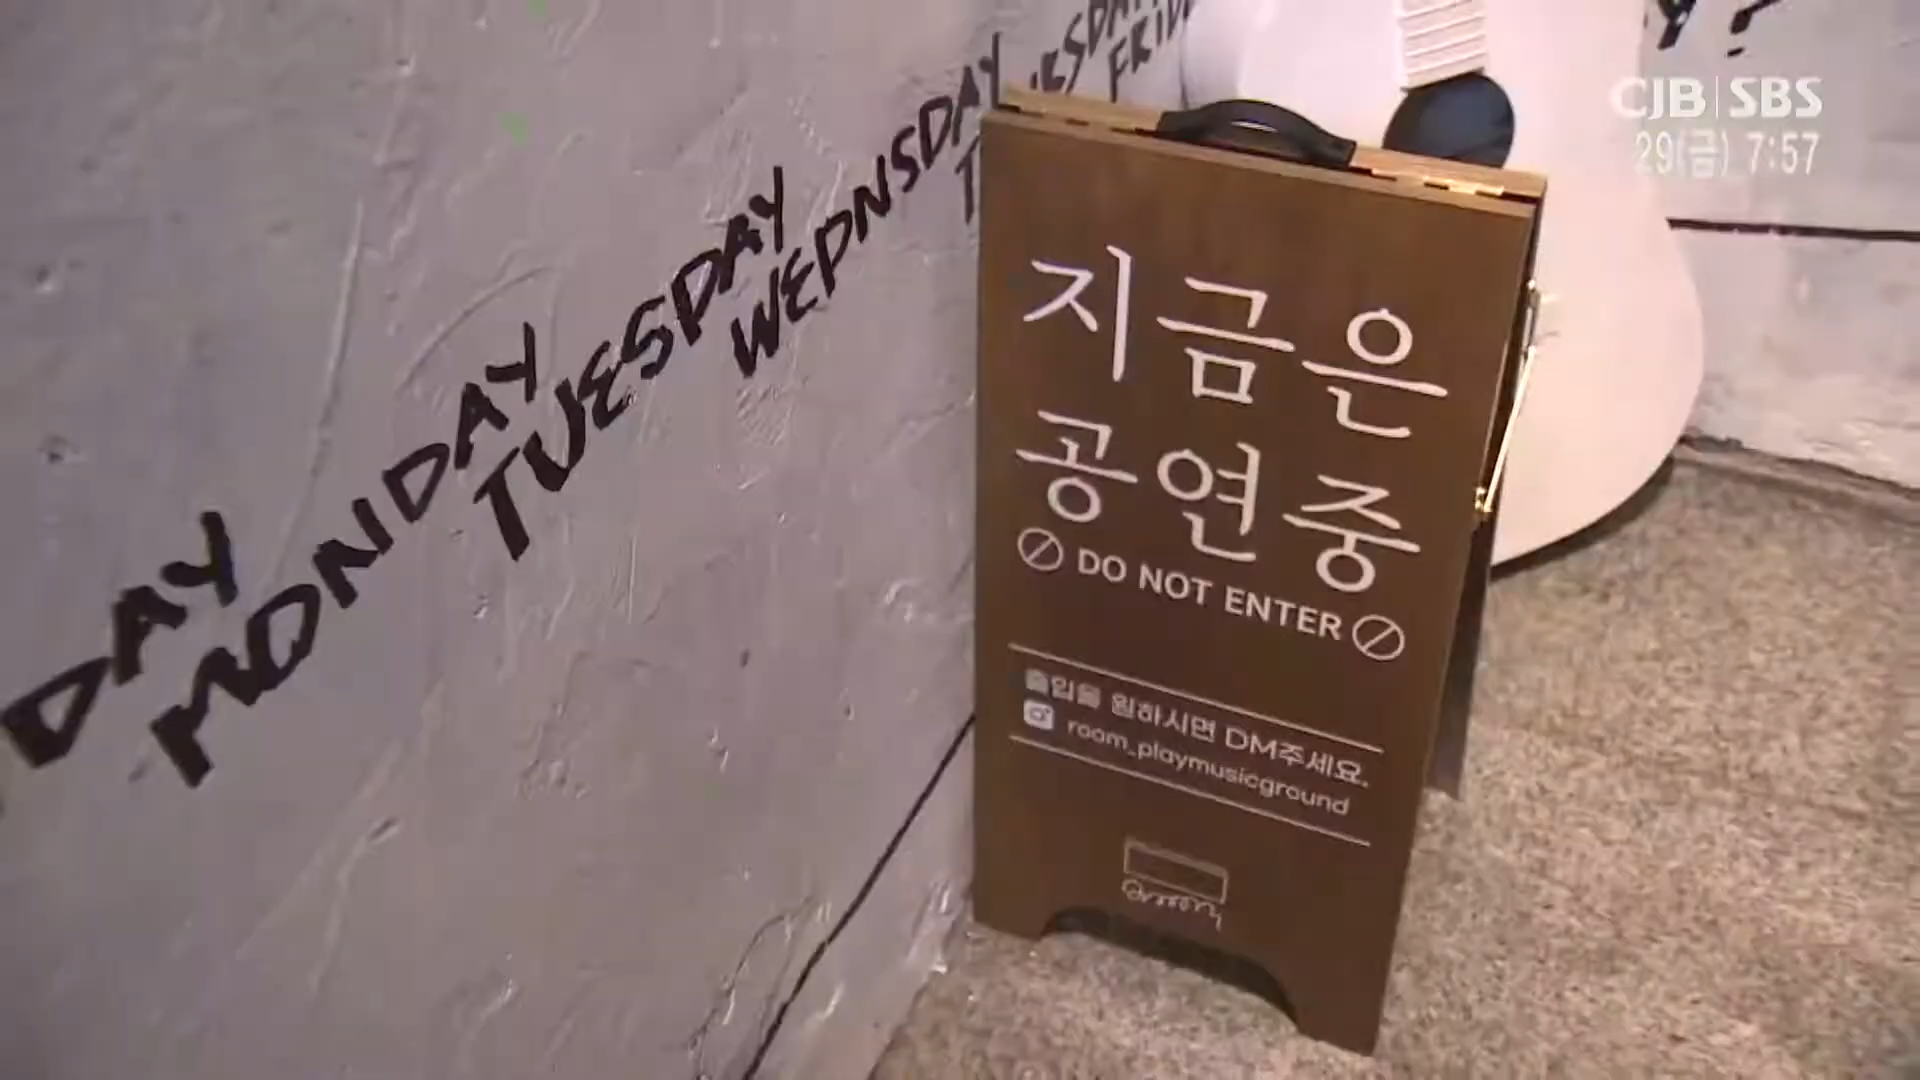 CJB SBS
29(금) 7:57
DAY
MONDAY
TUESDAY
WEDNSDAY
지금은
공연중
DO NOT ENTER
출입을 원하시면 DM주세요.
room_playmusicground